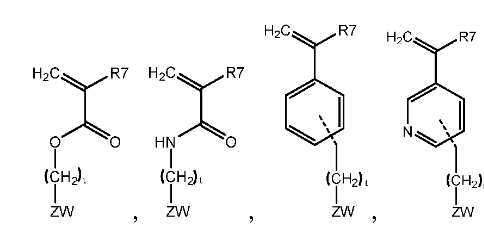 H2C R7 H2C R7 H2C R7 H2C R7
O O HN O N
(CH2)t (CH2)t (CH2)t (CH2)t
ZW , ZW , ZW , ZW